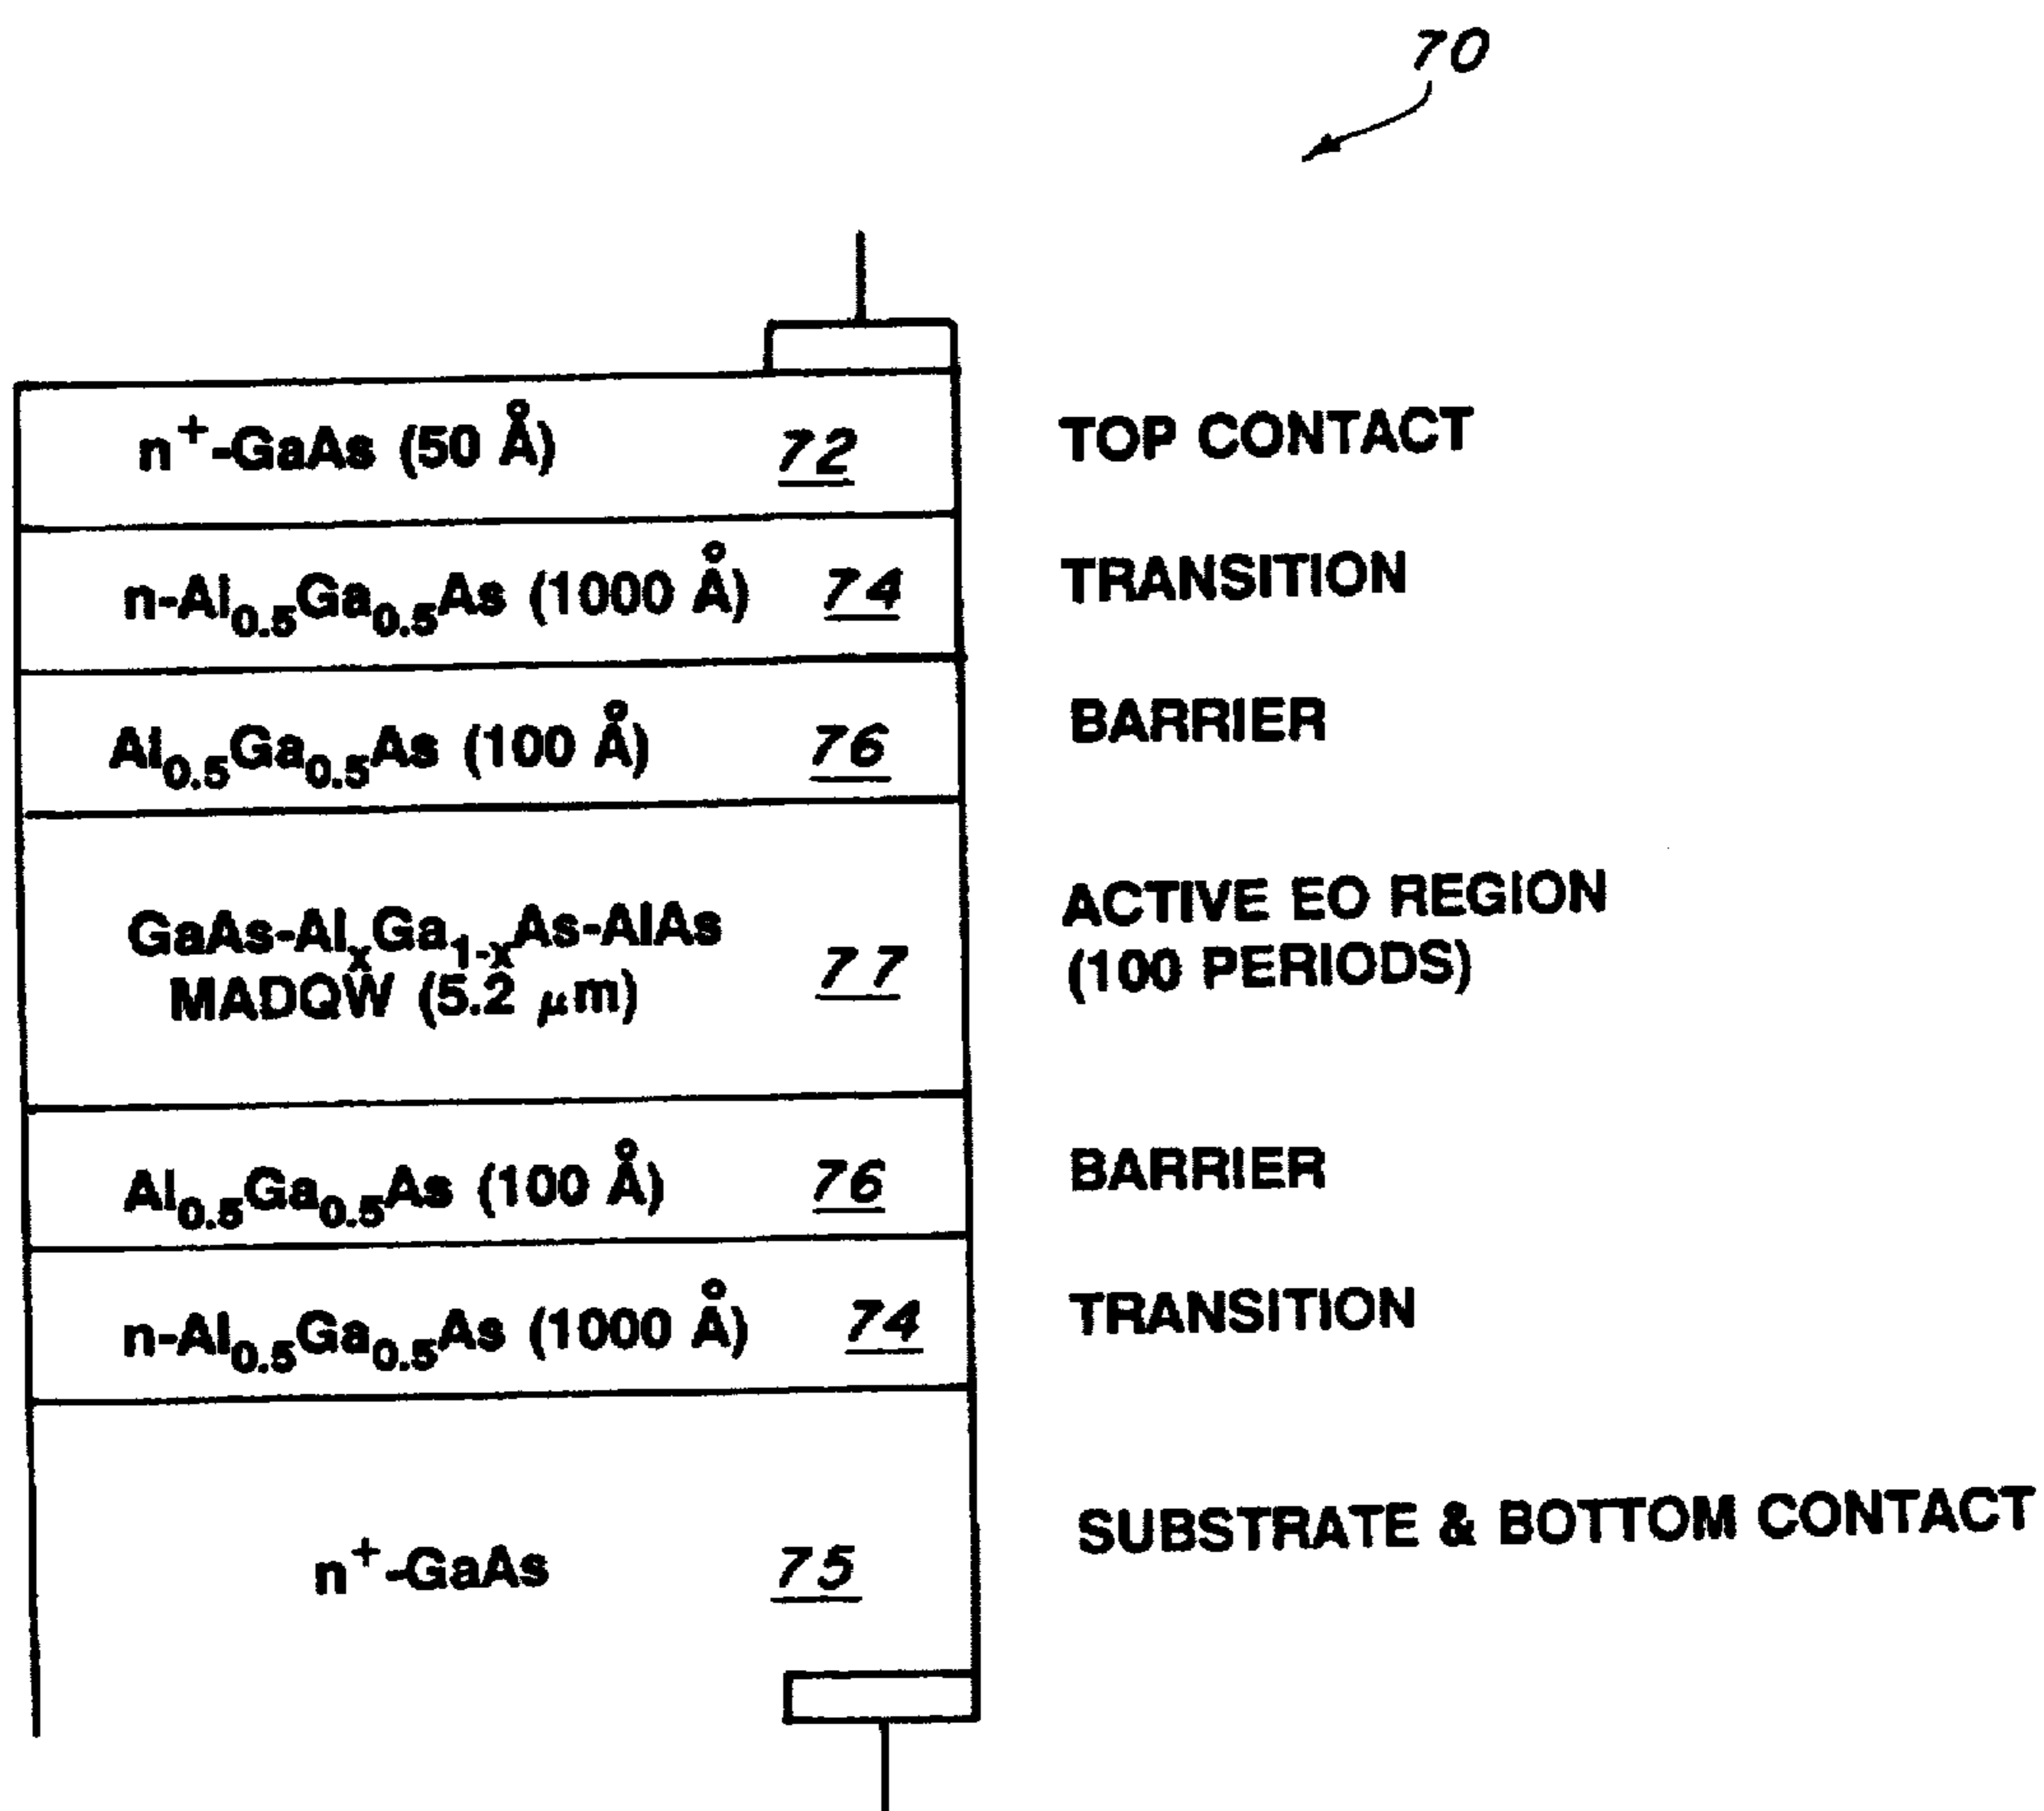 70
n⁺-GaAs (50 Å) 72 TOP CONTACT
n-Al₀.₅Ga₀.₅As (1000 Å) 74 TRANSITION
Al₀.₅Ga₀.₅As (100 Å) 76 BARRIER
GaAs-AlₓGa₁₋ₓAs-AlAs
MADQW (5.2 μm) 77
ACTIVE EO REGION
(100 PERIODS)
Al₀.₅Ga₀.₅As (100 Å) 76 BARRIER
n-Al₀.₅Ga₀.₅As (1000 Å) 74 TRANSITION
n⁺-GaAs 75 SUBSTRATE & BOTTOM CONTACT